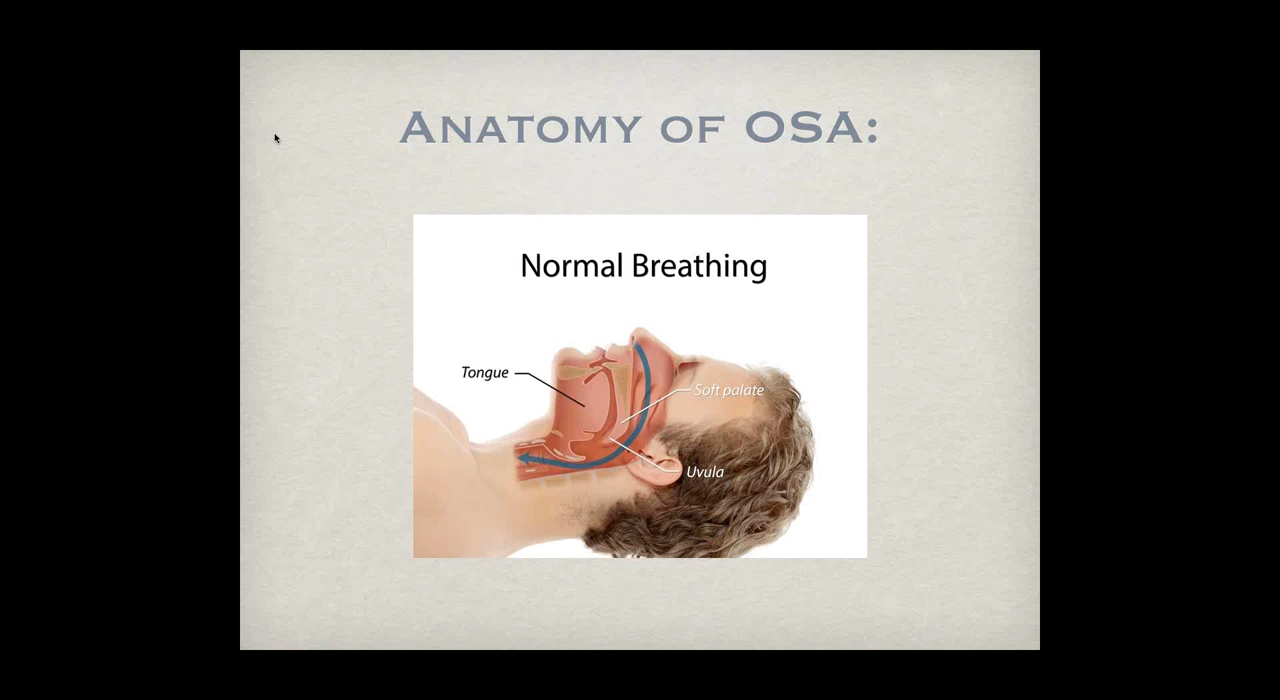 Anatomy of OSA:
Normal Breathing
Tongue
Soft palate
Uvula